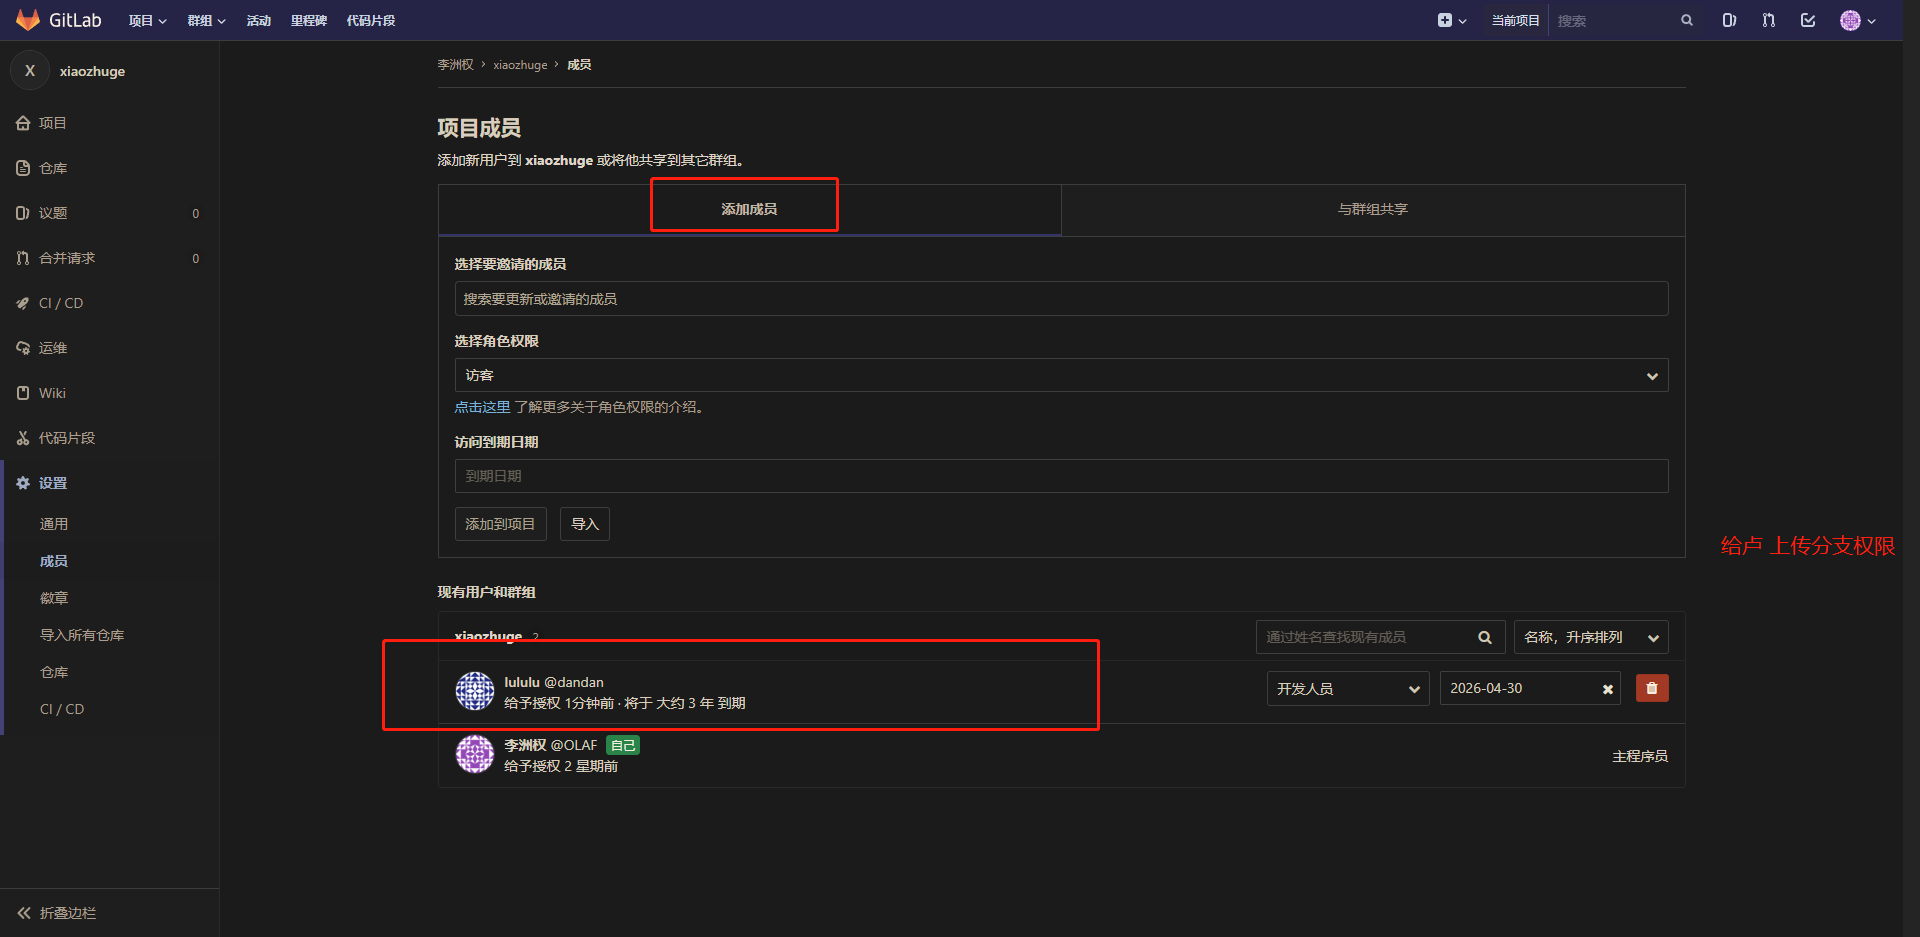 GitLab 项目 群组 活动 里程碑 代码片段 当前项目 搜索
X xiaozhuge
项目
仓库
议题 0
合并请求 0
CI / CD
运维
Wiki
代码片段
设置
通用
成员
徽章
导入所有仓库
仓库
CI / CD
折叠边栏
李洲权 › xiaozhuge › 成员
项目成员
添加新用户到 xiaozhuge 或将他共享到其它群组。
添加成员 与群组共享
选择要邀请的成员
搜索要更新或邀请的成员
选择角色权限
访客
点击这里 了解更多关于角色权限的介绍。
访问到期日期
到期日期
添加到项目 导入
给卢 上传分支权限
现有用户和群组
xiaozhuge 2 通过姓名查找现有成员 名称，升序排列
lululu @dandan
给予授权 1分钟前 · 将于 大约 3 年 到期
开发人员 2026-04-30
李洲权 @OLAF 自己
给予授权 2 星期前
主程序员